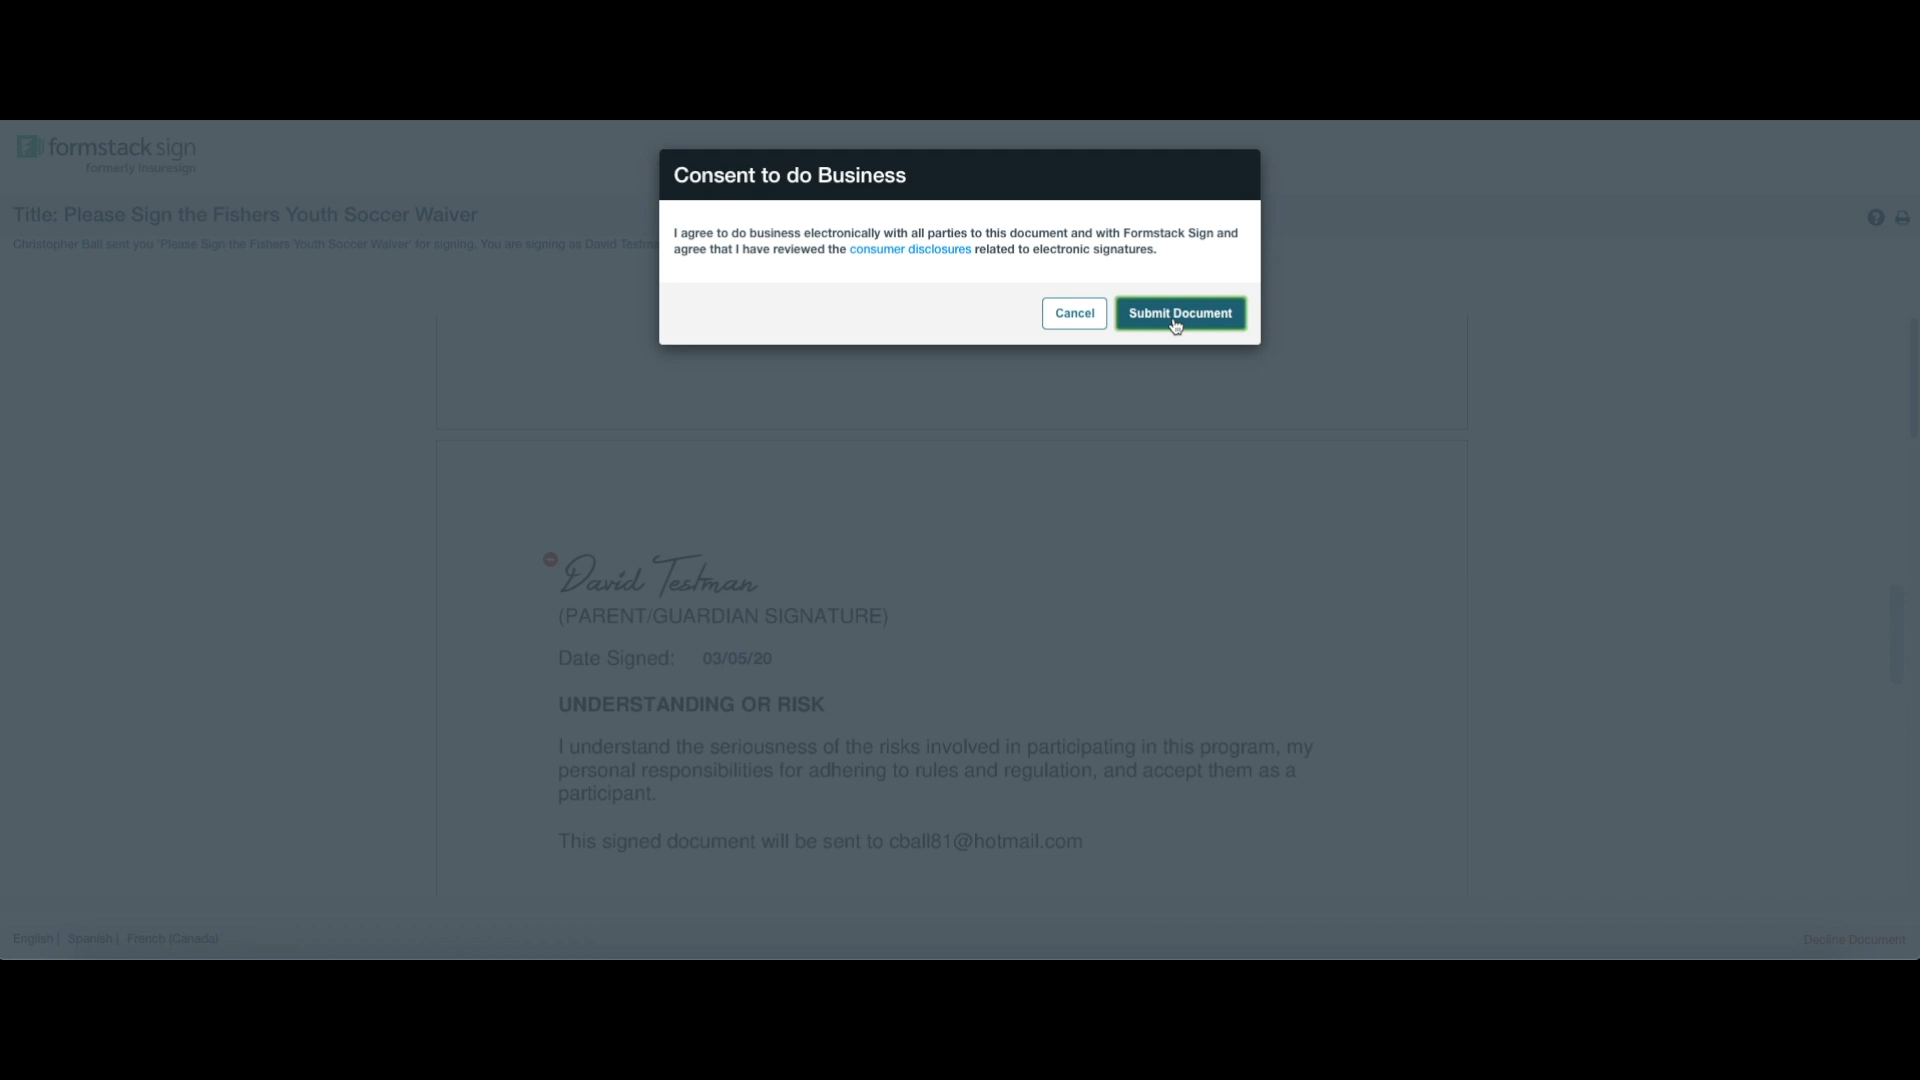 formstack sign
formerly insuresign
Consent to do Business
Title: Please Sign the Fishers Youth Soccer Waiver
Christopher Ball sent you 'Please Sign the Fishers Youth Soccer Waiver' for signing. You are signing as David
I agree to do business electronically with all parties to this document and with Formstack Sign and
agree that I have reviewed the consumer disclosures related to electronic signatures.
Cancel
Submit Document
David Testman
(PARENT/GUARDIAN SIGNATURE)
Date Signed: 03/05/20
UNDERSTANDING OR RISK
I understand the seriousness of the risks involved in participating in this program, my
personal responsibilities for adhering to rules and regulation, and accept them as a
participant.
This signed document will be sent to cball81@hotmail.com
English | Spanish | French (Canada)
Decline Document